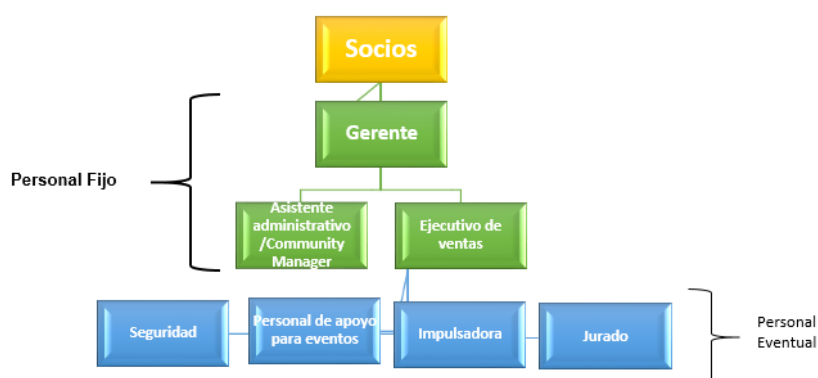 Socios
Gerente
Personal Fijo
Asistente
administrativo
/Community
Manager
Ejecutivo de
ventas
Seguridad
Personal de apoyo
para eventos
Impulsadora
Jurado
Personal
Eventual